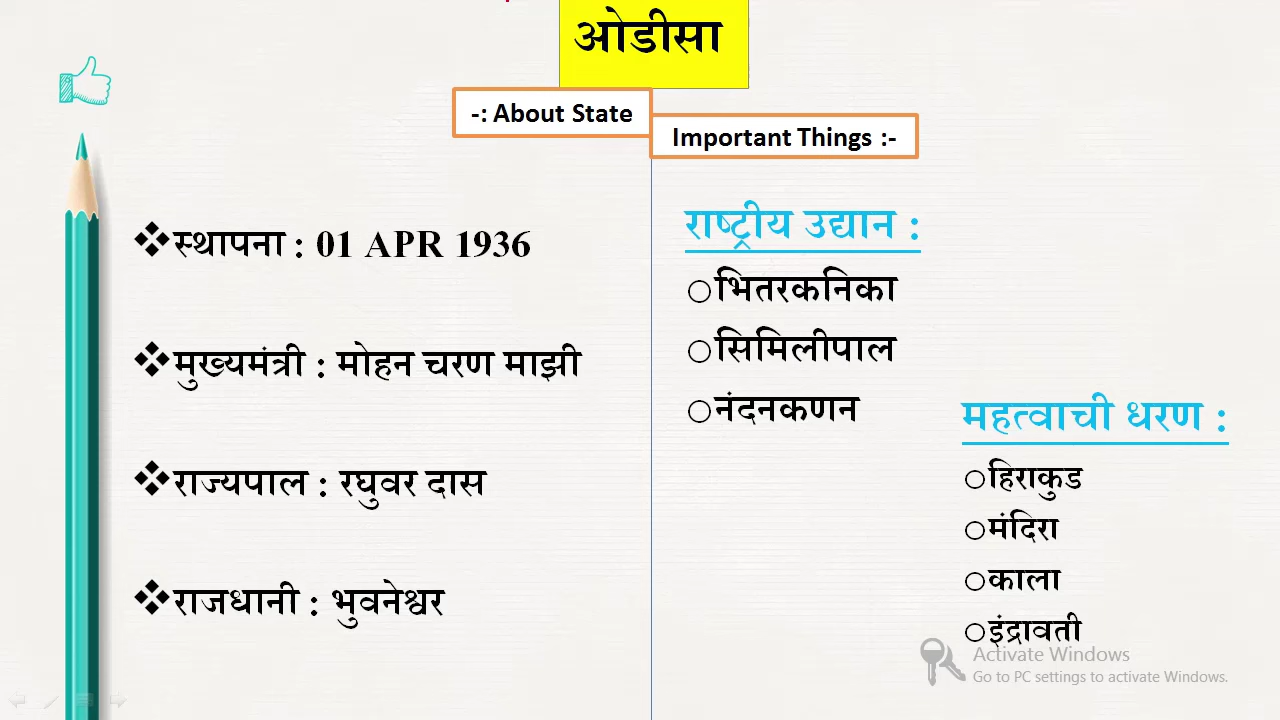 ओडीसा
-: About State
Important Things :-
स्थापना : 01 APR 1936
मुख्यमंत्री : मोहन चरण माझी
राज्यपाल : रघुवर दास
राजधानी : भुवनेश्वर
राष्ट्रीय उद्यान :
भितरकनिका
सिमिलीपाल
नंदनकणन
महत्वाची धरण :
हिराकुड
मंदिरा
काला
इंद्रावती
Activate Windows
Go to PC settings to activate Windows.